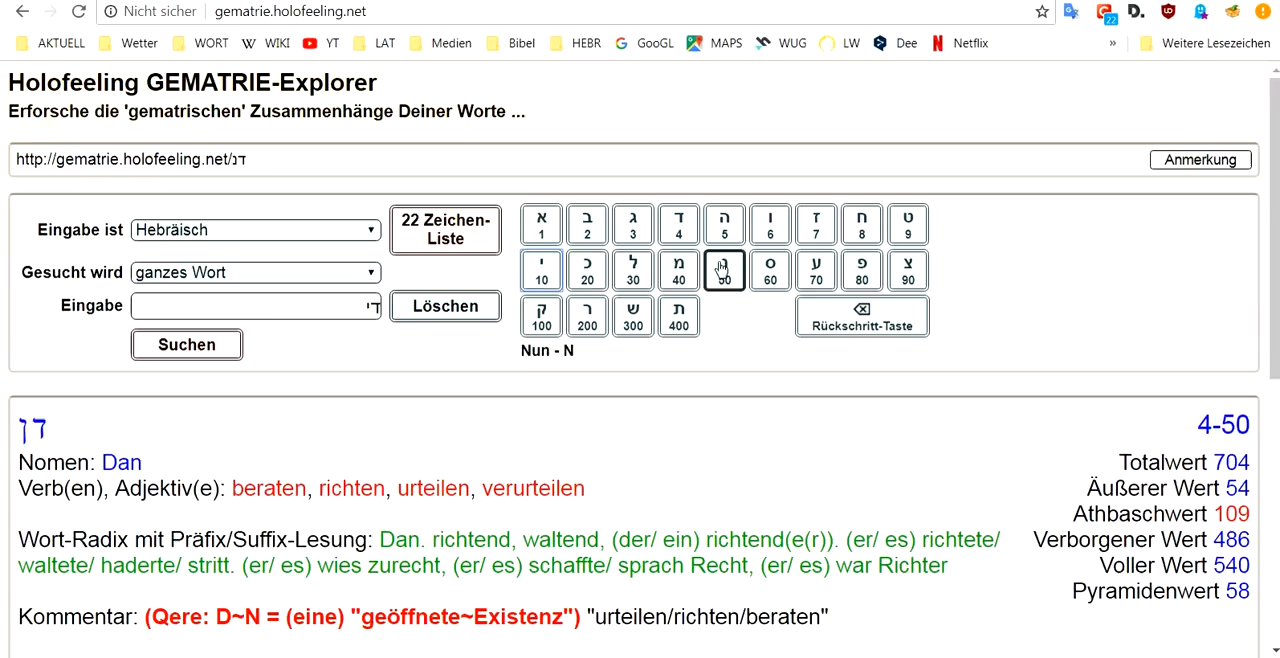 Nicht sicher gematrie.holofeeling.net 22
AKTUELL Wetter WORT WIKI YT LAT Medien Bibel HEBR GooGL MAPS WUG LW Dee Netflix » Weitere Lesezeichen
Holofeeling GEMATRIE-Explorer
Erforsche die 'gematrischen' Zusammenhänge Deiner Worte ...
http://gematrie.holofeeling.net/דנ Anmerkung
Eingabe ist Hebräisch 22 Zeichen-Liste
Gesucht wird ganzes Wort
Eingabe די Löschen
Suchen
א ב ג ד ה ו ז ח ט
1 2 3 4 5 6 7 8 9
י כ ל מ נ ס ע פ צ
10 20 30 40 50 60 70 80 90
ק ר ש ת
100 200 300 400 Rückschritt-Taste
Nun - N
דן 4-50
Nomen: Dan
Verb(en), Adjektiv(e): beraten, richten, urteilen, verurteilen
Wort-Radix mit Präfix/Suffix-Lesung: Dan. richtend, waltend, (der/ ein) richtend(e(r)). (er/ es) richtete/
waltete/ haderte/ stritt. (er/ es) wies zurecht, (er/ es) schaffte/ sprach Recht, (er/ es) war Richter
Kommentar: (Qere: D~N = (eine) "geöffnete~Existenz") "urteilen/richten/beraten"
Totalwert 704
Äußerer Wert 54
Athbaschwert 109
Verborgener Wert 486
Voller Wert 540
Pyramidenwert 58